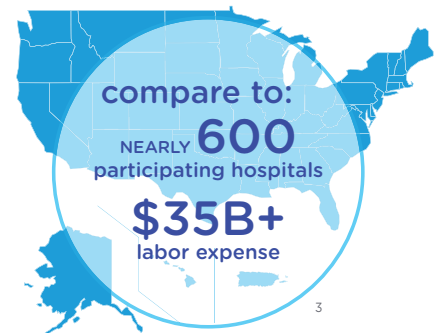 compare to:
NEARLY 600
participating hospitals
$35B+
labor expense
3